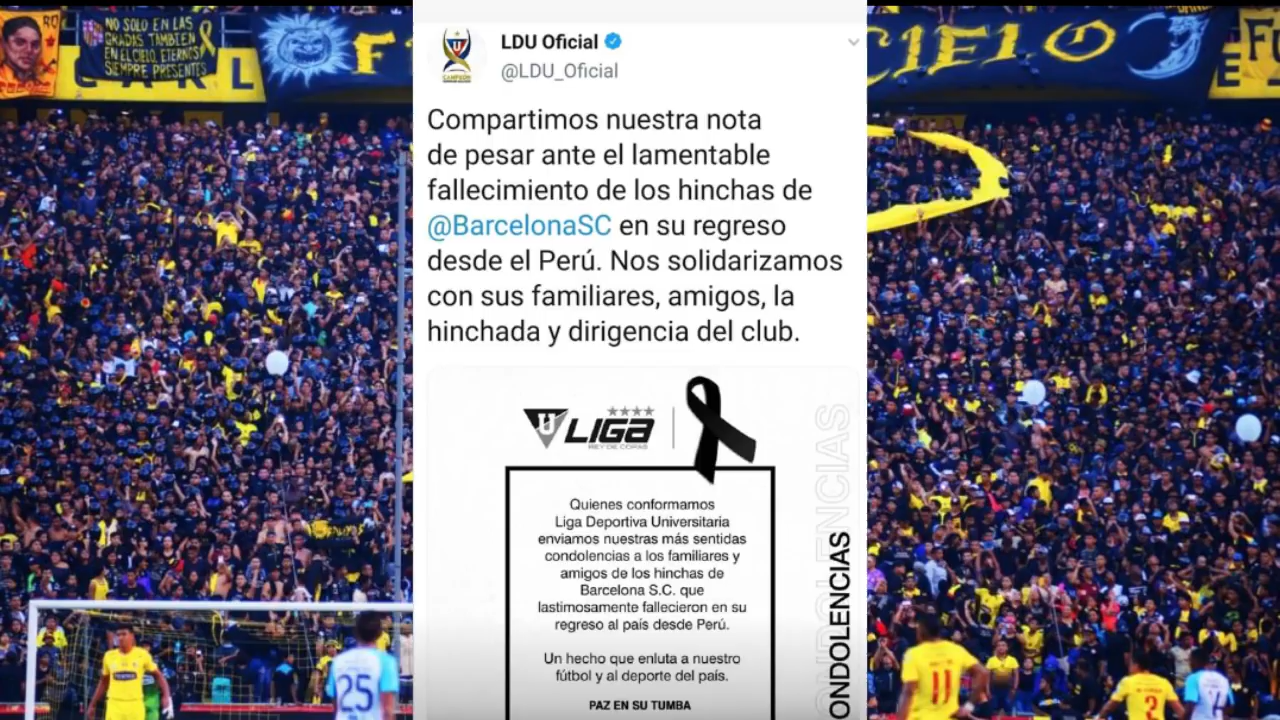 NO SOLO EN LAS
GRADAS TAMBIEN
EN EL CIELO, ETERNOS
SIEMPRE PRESENTES
CIELO
LDU Oficial
@LDU_Oficial
Compartimos nuestra nota
de pesar ante el lamentable
fallecimiento de los hinchas de
@BarcelonaSC en su regreso
desde el Perú. Nos solidarizamos
con sus familiares, amigos, la
hinchada y dirigencia del club.
U LIGA
REY DE COPAS
Quienes conformamos
Liga Deportiva Universitaria
enviamos nuestras más sentidas
condolencias a los familiares y
amigos de los hinchas de
Barcelona S.C. que
lastimosamente fallecieron en su
regreso al país desde Perú.
Un hecho que enluta a nuestro
fútbol y al deporte del país.
PAZ EN SU TUMBA
ONDOLENCIAS
25
11
2
4